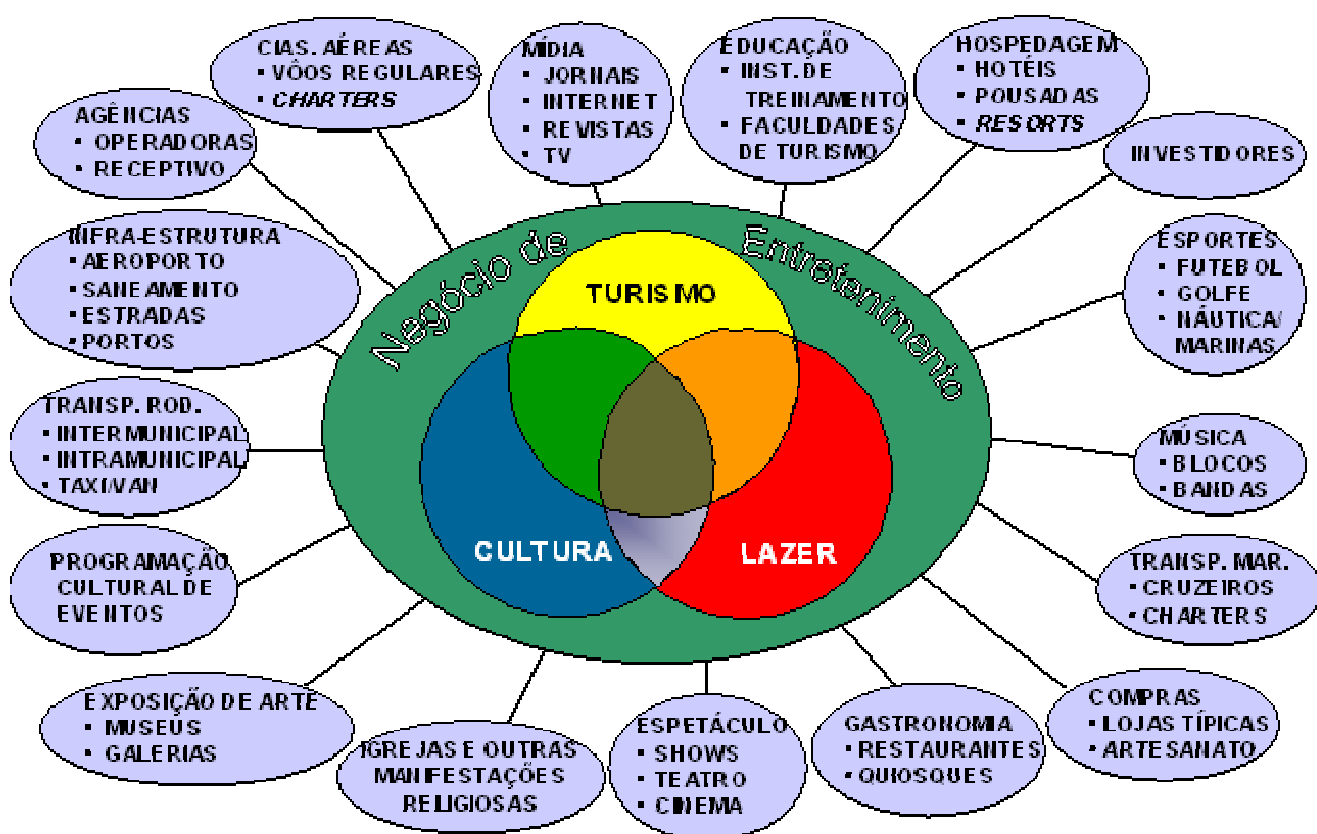 CIAS. AÉREAS
• VÔOS REGULARES
• CHARTERS
MÍDIA
• JORNAIS
• INTERNET
• REVISTAS
• TV
EDUCAÇÃO
• INST. DE
TREINAMENTO
• FACULDADES
DE TURISMO
HOSPEDAGEM
• HOTÉIS
• POUSADAS
• RESORTS
INVESTIDORES
AGÊNCIAS
• OPERADORAS
• RECEPTIVO
INFRA-ESTRUTURA
• AEROPORTO
• SANEAMENTO
• ESTRADAS
• PORTOS
Negócio de Entretenimento
TURISMO
CULTURA
LAZER
ESPORTES
• FUTEBOL
• GOLFE
• NÁUTICA/
MARINAS
TRANSP. ROD.
• INTERMUNICIPAL
• INTRAMUNICIPAL
• TAXI/VAN
MÚSICA
• BLOCOS
• BANDAS
PROGRAMAÇÃO
CULTURAL DE
EVENTOS
TRANSP. MAR.
• CRUZEIROS
• CHARTERS
EXPOSIÇÃO DE ARTE
• MUSEUS
• GALERIAS
IGREJAS E OUTRAS
MANIFESTAÇÕES
RELIGIOSAS
ESPETÁCULO
• SHOWS
• TEATRO
• CINEMA
GASTRONOMIA
• RESTAURANTES
• QUIOSQUES
COMPRAS
• LOJAS TÍPICAS
• ARTESANATO